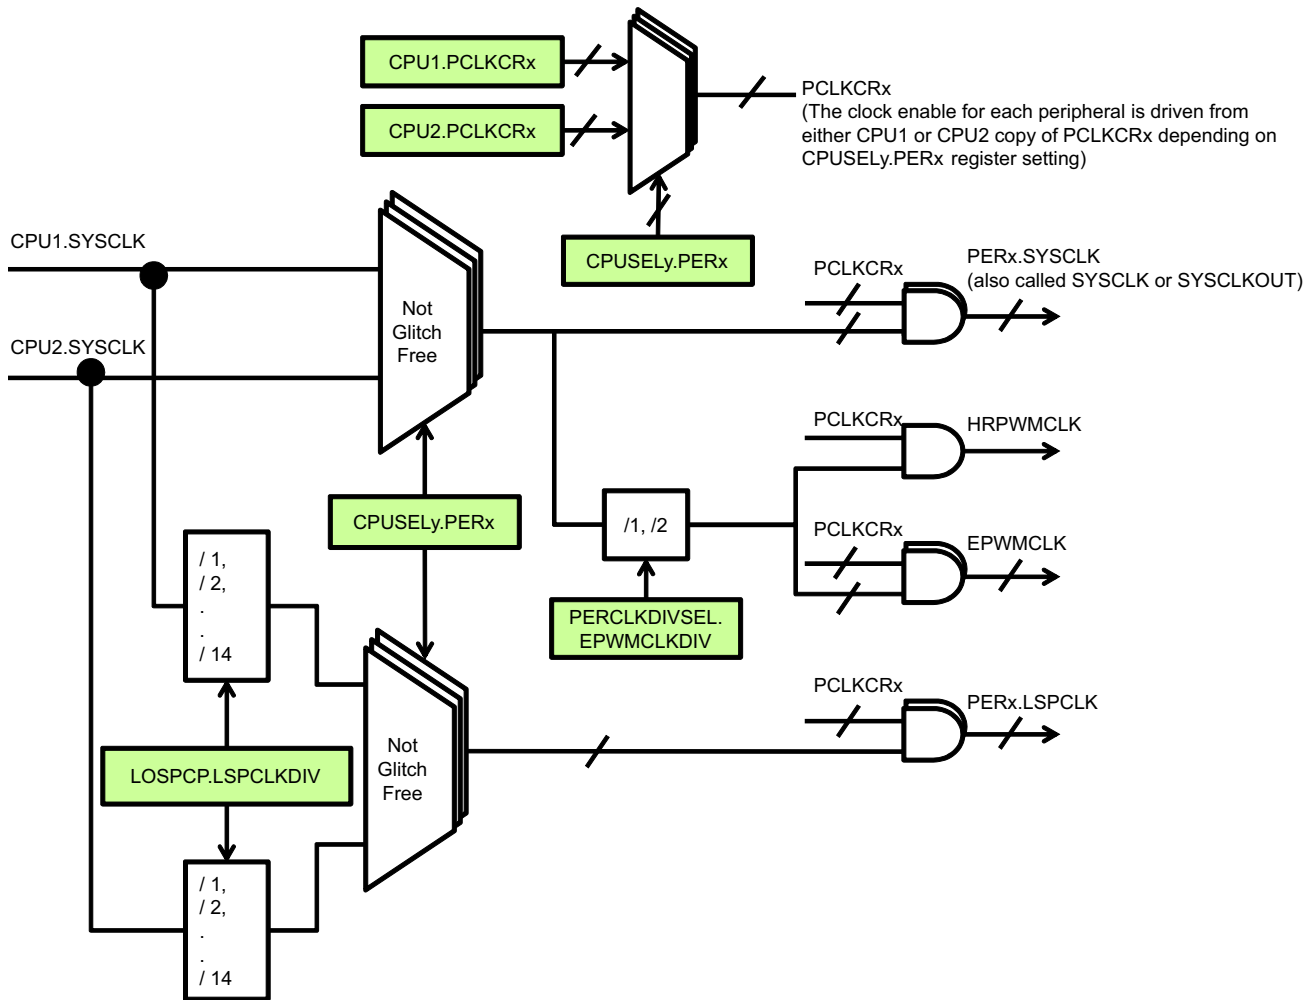 CPU1.PCLKCRx
CPU2.PCLKCRx
PCLKCRx
(The clock enable for each peripheral is driven from
either CPU1 or CPU2 copy of PCLKCRx depending on
CPUSELy.PERx register setting)
CPUSELy.PERx
CPU1.SYSCLK
CPU2.SYSCLK
Not
Glitch
Free
PCLKCRx
PERx.SYSCLK
(also called SYSCLK or SYSCLKOUT)
PCLKCRx
HRPWMCLK
CPUSELy.PERx
/1, /2
PCLKCRx
EPWMCLK
PERCLKDIVSEL.
EPWMCLKDIV
/ 1,
/ 2,
.
.
/ 14
PCLKCRx
PERx.LSPCLK
LOSPCP.LSPCLKDIV
Not
Glitch
Free
/ 1,
/ 2,
.
.
/ 14